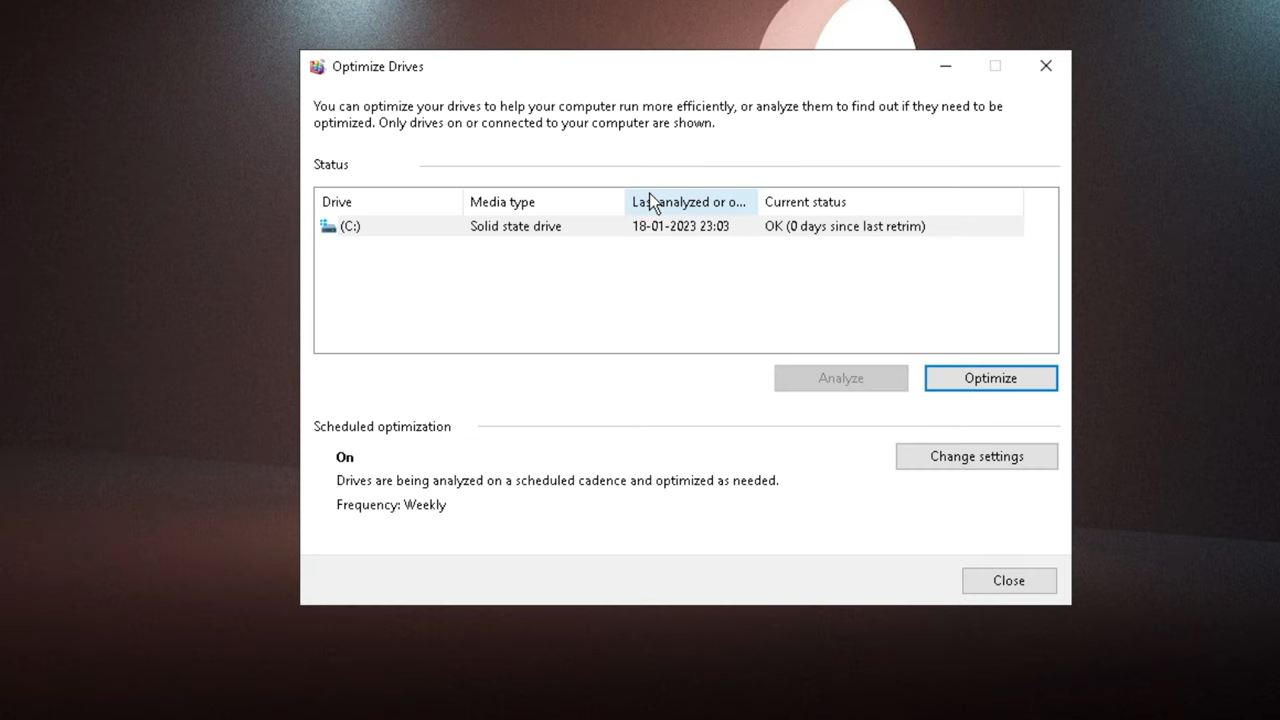 Optimize Drives
You can optimize your drives to help your computer run more efficiently, or analyze them to find out if they need to be
optimized. Only drives on or connected to your computer are shown.
Status
Drive Media type Last analyzed or o... Current status
(C:) Solid state drive 18-01-2023 23:03 OK (0 days since last retrim)
Analyze Optimize
Scheduled optimization
On
Change settings
Drives are being analyzed on a scheduled cadence and optimized as needed.
Frequency: Weekly
Close